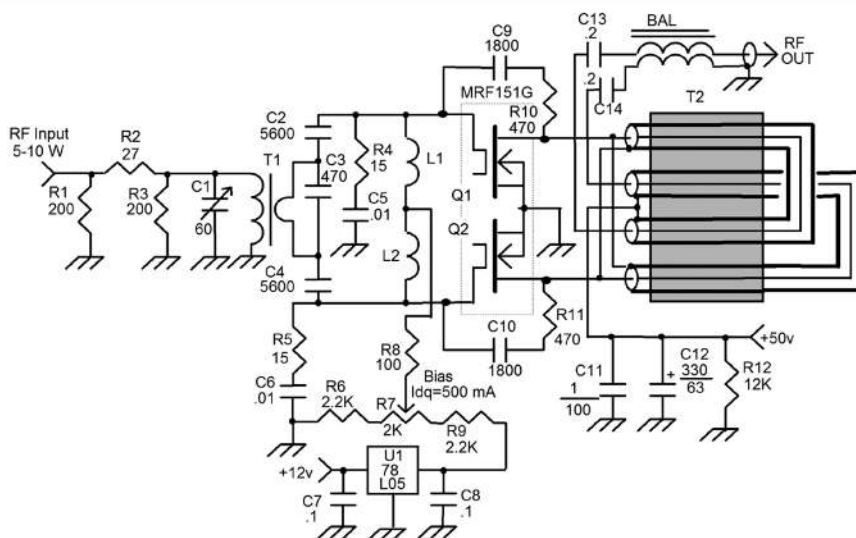 C9
1800
C13
.2
BAL
RF
OUT
.2
C14
MRF151G
T2
R10
470
C2
5600
RF Input
5-10 W
R2
27
R4
15
L1
T1
C3
470
C1
R1
200
R3
200
60
C5
.01
Q1
L2
Q2
C4
5600
R11
470
+50v
R5
15
C10
1800
R8
100
C11
1
100
C12
+
330
63
R12
12K
C6
.01
Bias
Idq=500 mA
R6
2.2K
R7
2K
R9
2.2K
U1
78
L05
+12v
C7
.1
C8
.1